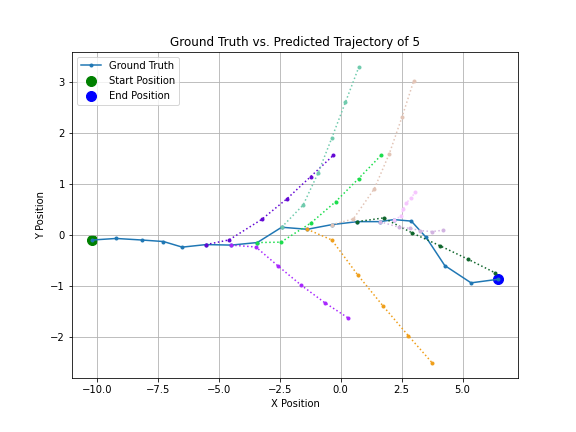 Ground Truth vs. Predicted Trajectory of 5
Ground Truth
Start Position
End Position
Y Position
3
2
1
0
−1
−2
−10.0 −7.5 −5.0 −2.5 0.0 2.5 5.0
X Position